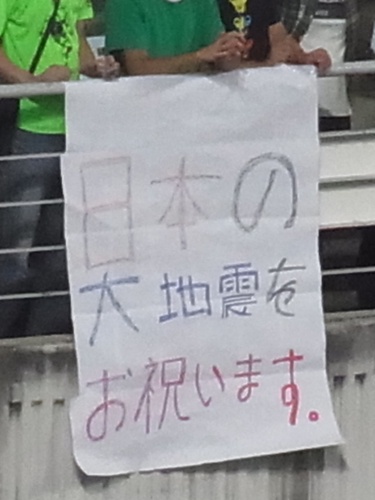 日本の
大地震を
お祝います。